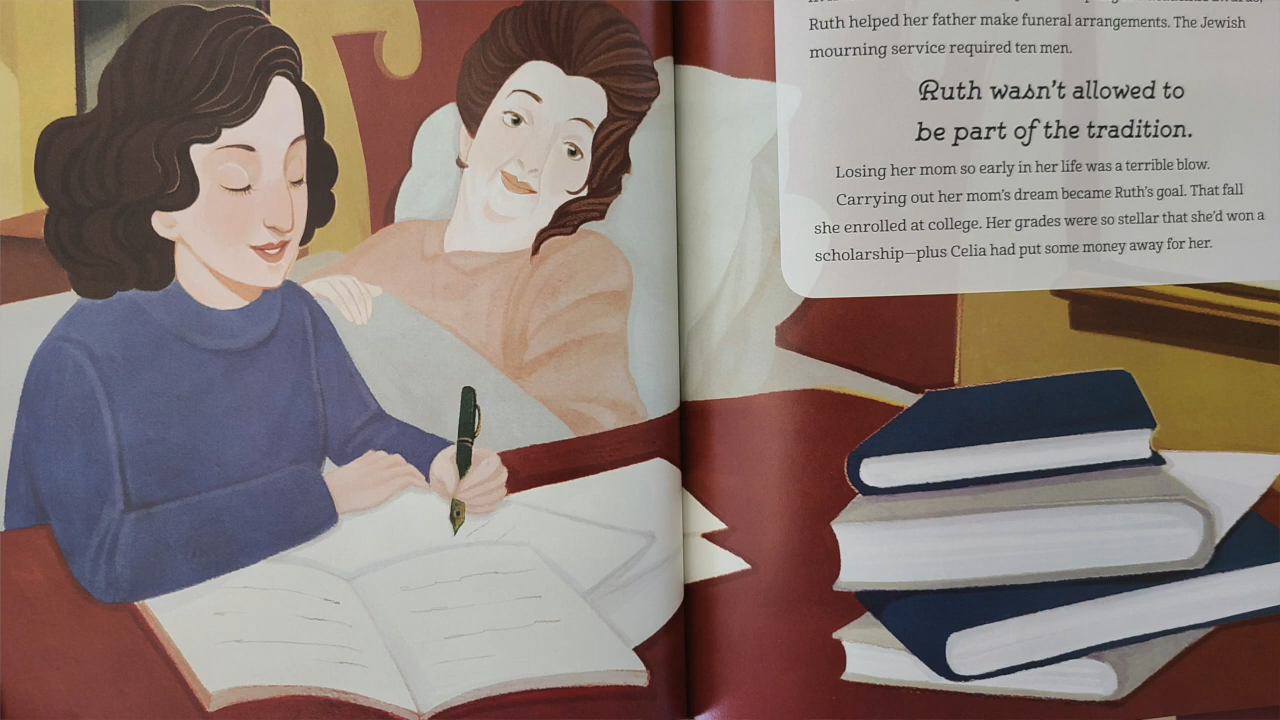 Ruth helped her father make funeral arrangements. The Jewish
mourning service required ten men.
Ruth wasn't allowed to
be part of the tradition.
Losing her mom so early in her life was a terrible blow.
Carrying out her mom's dream became Ruth's goal. That fall
she enrolled at college. Her grades were so stellar that she'd won a
scholarship—plus Celia had put some money away for her.